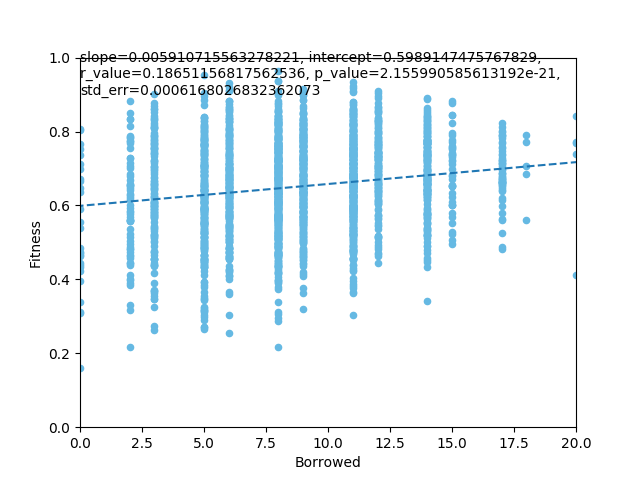 slope=0.005910715563278221, intercept=0.5989147475767829,
r_value=0.18651156817562536, p_value=2.155990585613192e-21,
std_err=0.0006168026832362073
1.0
0.8
0.6
0.4
0.2
0.0
Fitness
0.0 2.5 5.0 7.5 10.0 12.5 15.0 17.5 20.0
Borrowed